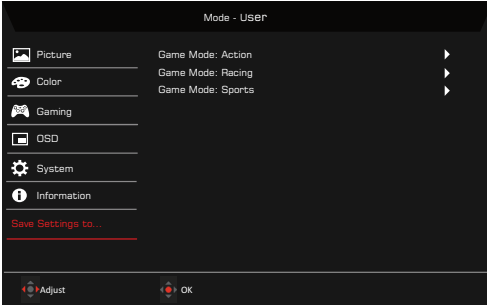 Mode - User
Picture
Color
Gaming
OSD
System
Information
Save Settings to...
Game Mode: Action
Game Mode: Racing
Game Mode: Sports
Adjust
OK